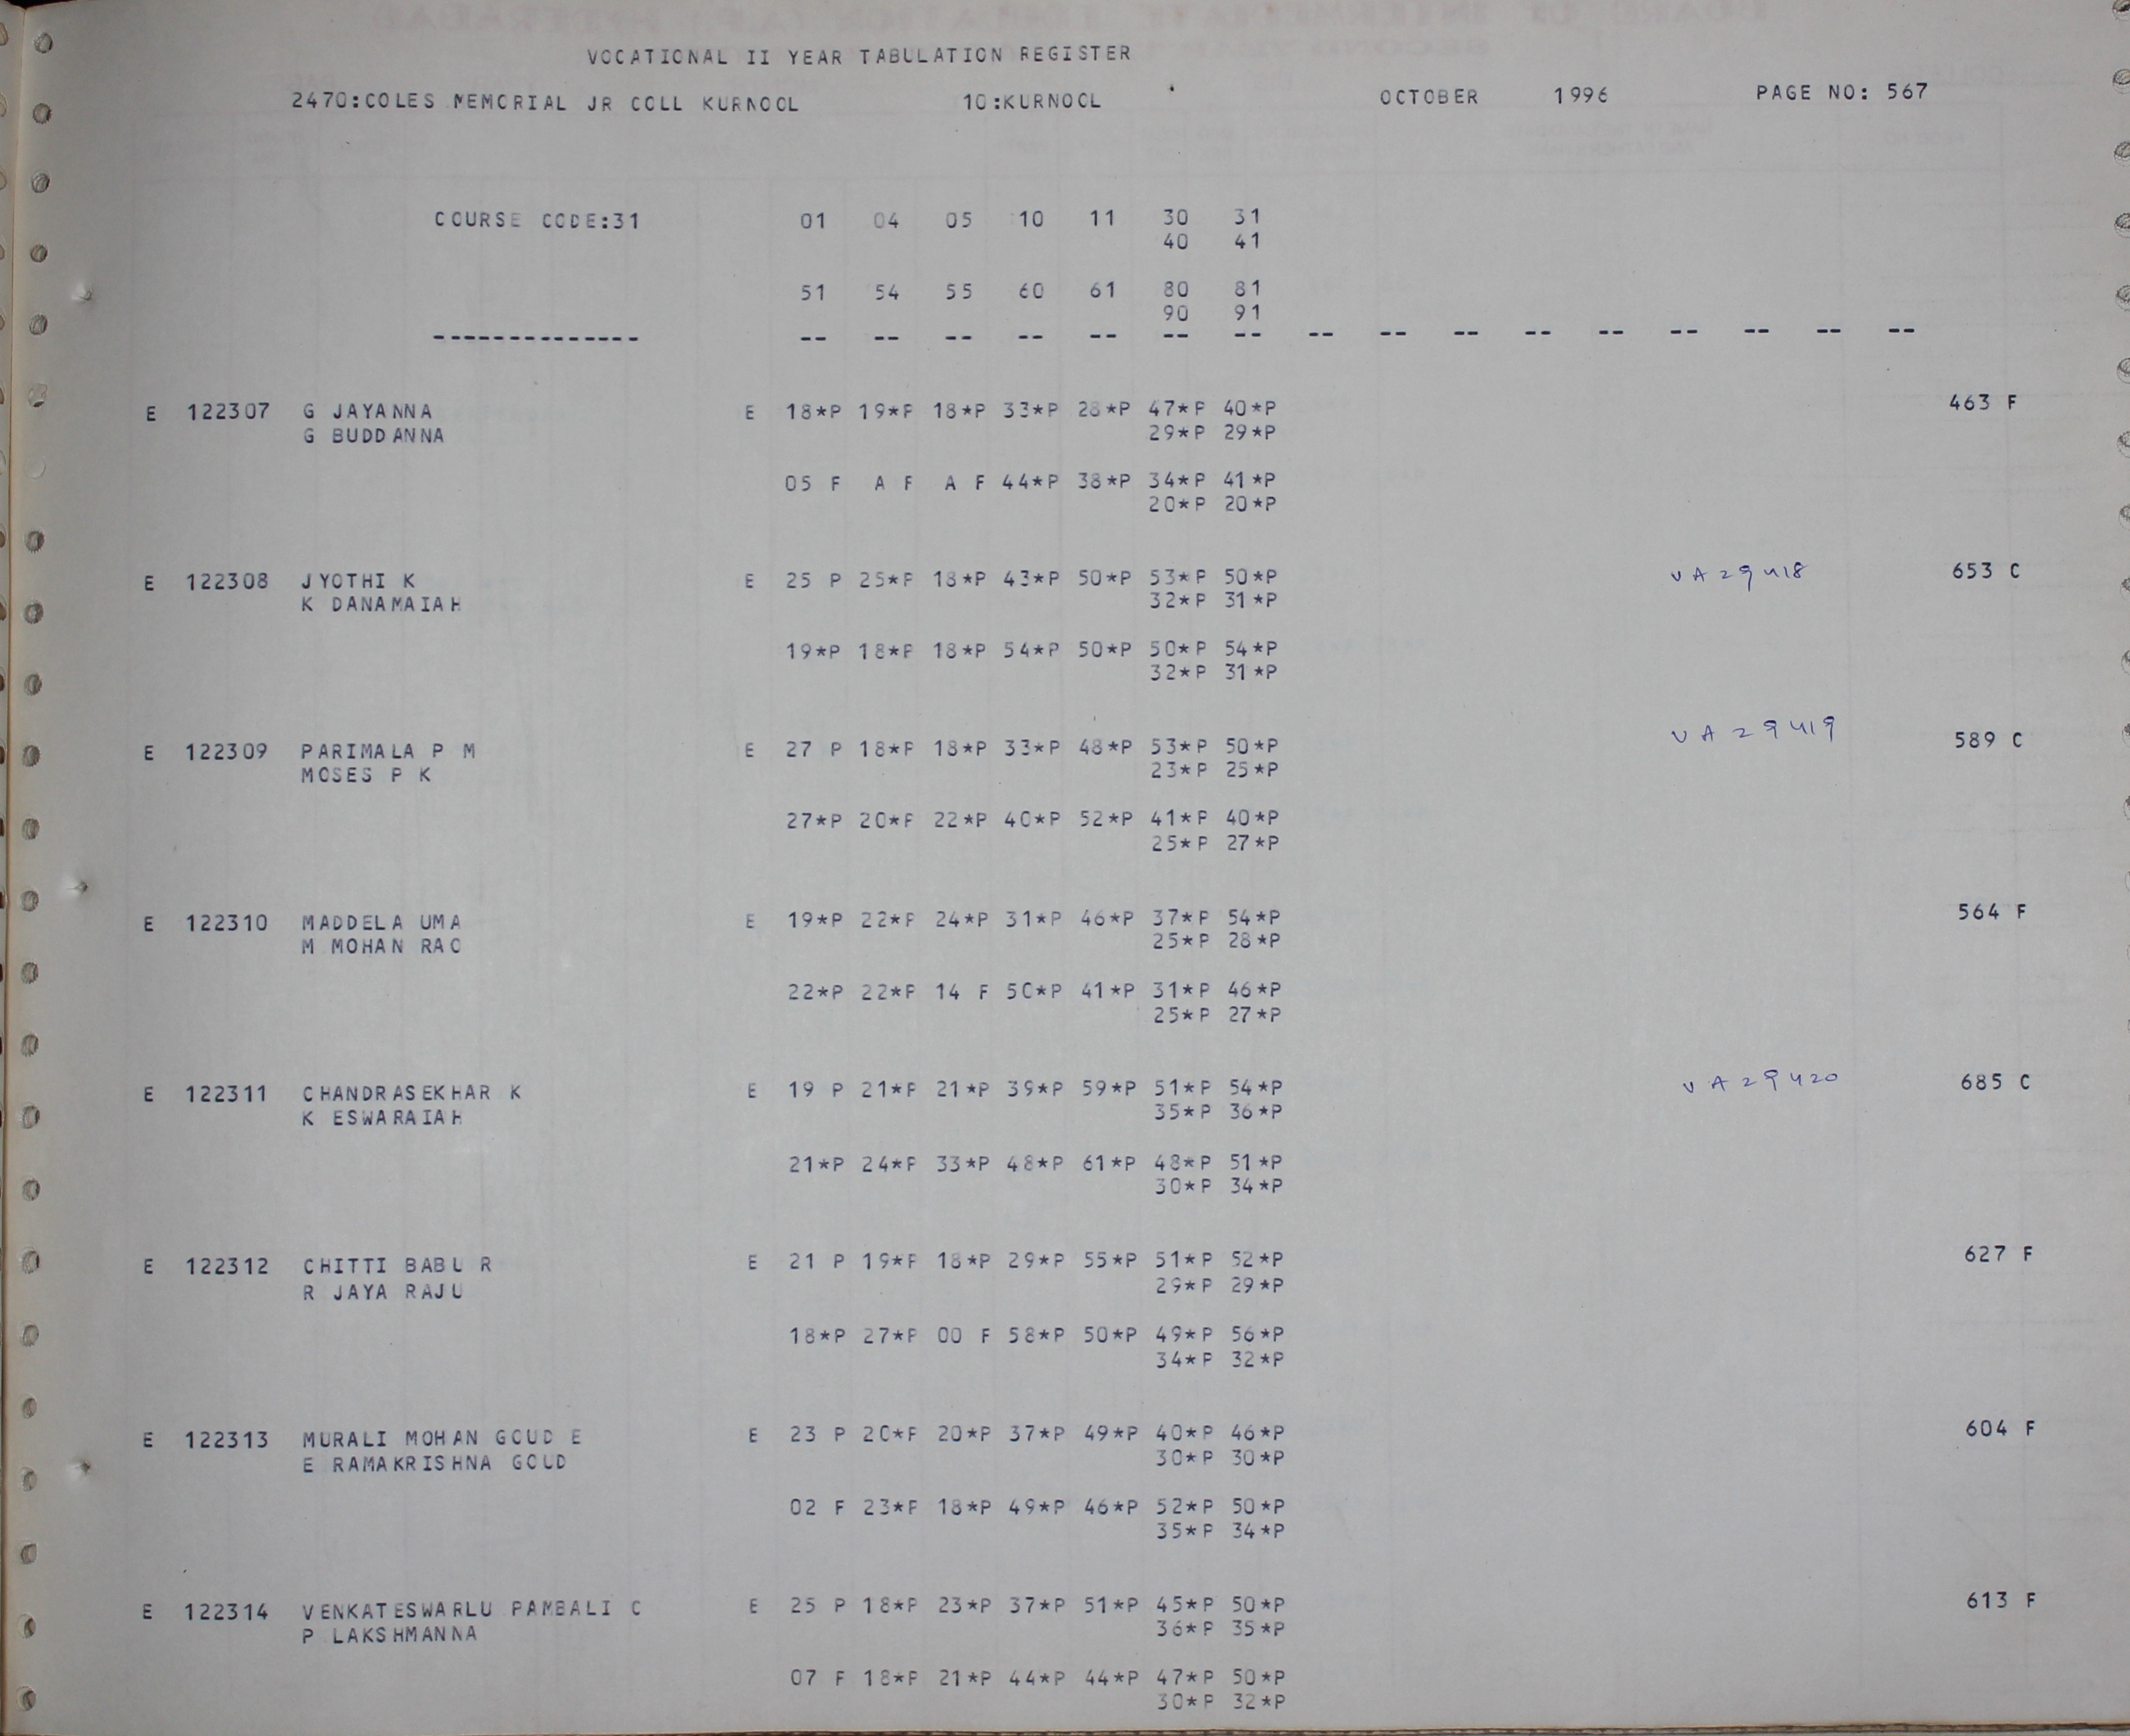 VOCATIONAL II YEAR TABULATION REGISTER
2470:COLES MEMORIAL JR COLL KURNOOL 10:KURNOOL OCTOBER 1996 PAGE NO: 567
COURSE CODE:31 01 04 05 10 11 30 31
40 41
51 54 55 60 61 80 81
90 91
-------------- -- -- -- -- -- -- -- -- -- -- -- -- -- -- -- --
E 122307 G JAYANNA E 18*P 19*P 18*P 33*P 28*P 47*P 40*P 463 F
G BUDDANNA 29*P 29*P
05 F A F A F 44*P 38*P 34*P 41*P
20*P 20*P
E 122308 JYOTHI K E 25 P 25*P 18*P 43*P 50*P 53*P 50*P VA29418 653 C
K DANAMAIAH 32*P 31*P
19*P 18*P 18*P 54*P 50*P 50*P 54*P
32*P 31*P
E 122309 PARIMALA P M E 27 P 18*P 18*P 33*P 48*P 53*P 50*P VA29419 589 C
MOSES P K 23*P 25*P
27*P 20*P 22*P 40*P 52*P 41*P 40*P
25*P 27*P
E 122310 MADDELA UMA E 19*P 22*P 24*P 31*P 46*P 37*P 54*P 564 F
M MOHAN RAO 25*P 28*P
22*P 22*P 14 F 50*P 41*P 31*P 46*P
25*P 27*P
E 122311 CHANDRASEKHAR K E 19 P 21*P 21*P 39*P 59*P 51*P 54*P VA29420 685 C
K ESWARAIAH 35*P 36*P
21*P 24*P 33*P 48*P 61*P 48*P 51*P
30*P 34*P
E 122312 CHITTI BABU R E 21 P 19*P 18*P 29*P 55*P 51*P 52*P 627 F
R JAYA RAJU 29*P 29*P
18*P 27*P 00 F 58*P 50*P 49*P 56*P
34*P 32*P
E 122313 MURALI MOHAN GOUD E E 23 P 20*P 20*P 37*P 49*P 40*P 46*P 604 F
E RAMAKRISHNA GOUD 30*P 30*P
02 F 23*P 18*P 49*P 46*P 52*P 50*P
35*P 34*P
E 122314 VENKATESWARLU PAMBALI C E 25 P 18*P 23*P 37*P 51*P 45*P 50*P 613 F
P LAKSHMANNA 36*P 35*P
07 F 18*P 21*P 44*P 44*P 47*P 50*P
30*P 32*P